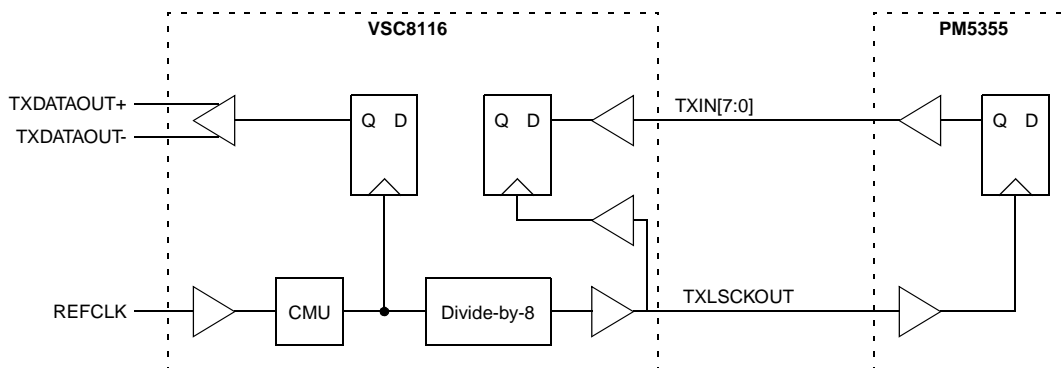 VSC8116
PM5355
TXDATAOUT+
TXDATAOUT-
Q D
Q D
TXIN[7:0]
Q D
REFCLK
CMU
Divide-by-8
TXLSCKOUT